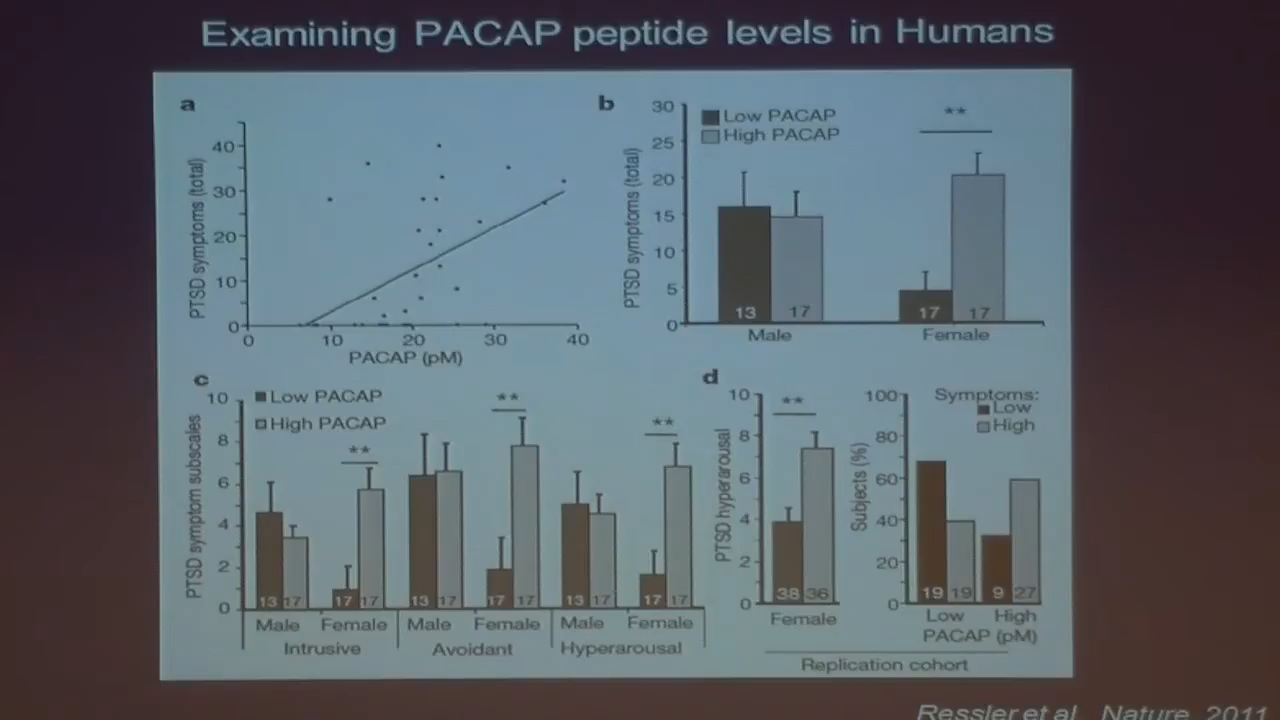 Examining PACAP peptide levels in Humans
a
PTSD symptoms (total)
40
30
20
10
0
0 10 20 30 40
PACAP (pM)
b
PTSD symptoms (total)
30
25
20
15
10
5
0
Low PACAP
High PACAP
**
13 17 17 17
Male Female
c
PTSD symptom subscales
10
8
6
4
2
0
Low PACAP
High PACAP
** ** **
13 17 17 17 13 17 17 17 13 17 17 17
Male Female Male Female Male Female
Intrusive Avoidant Hyperarousal
d
PTSD hyperarousal
10
8
6
4
2
0
**
38 36
Female
Subjects (%)
100
80
60
40
20
0
Symptoms:
Low
High
19 19 9 27
Low High
PACAP (pM)
Replication cohort
Ressler et al., Nature, 2011